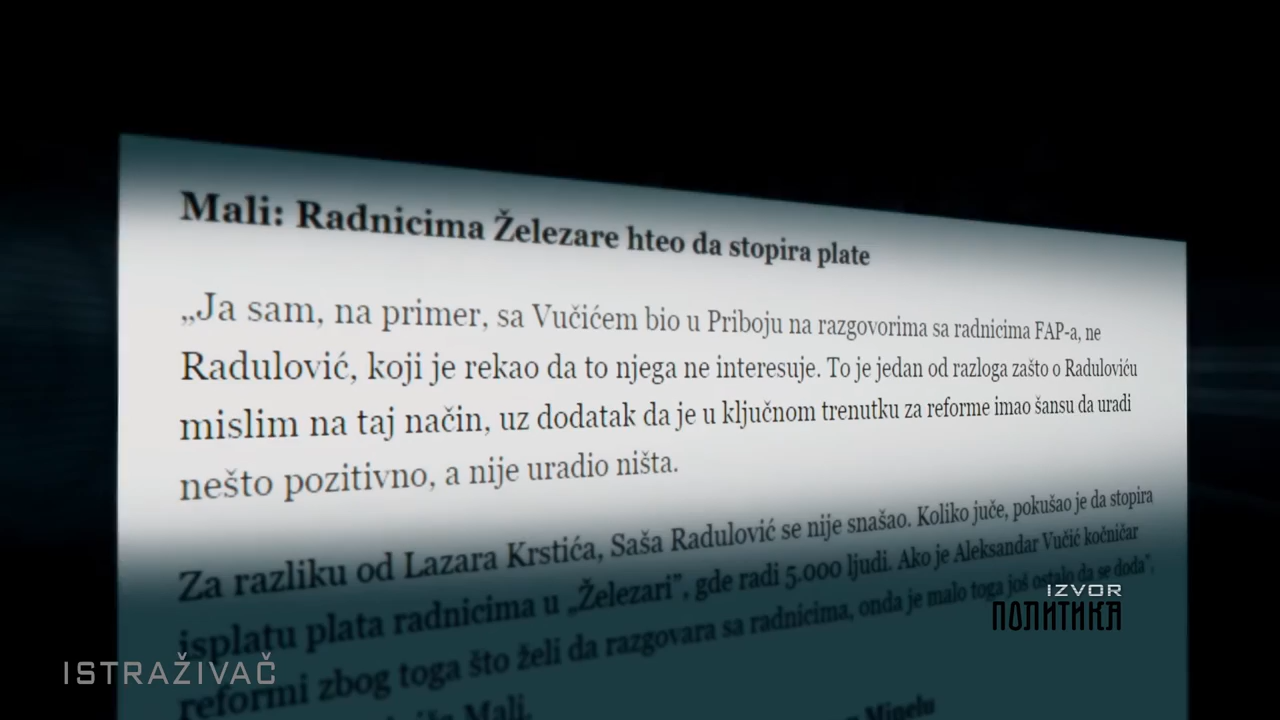 Mali: Radnicima Železare hteo da stopira plate
„Ja sam, na primer, sa Vučićem bio u Priboju na razgovorima sa radnicima FAP-a, ne
Radulović, koji je rekao da to njega ne interesuje. To je jedan od razloga zašto o Raduloviću
mislim na taj način, uz dodatak da je u ključnom trenutku za reforme imao šansu da uradi
nešto pozitivno, a nije uradio ništa.
Za razliku od Lazara Krstića, Saša Radulović se nije snašao. Koliko juče, pokušao je da stopira
isplatu plata radnicima u „Železari”, gde radi 5.000 ljudi. Ako je Aleksandar Vučić kočničar
reformi zbog toga što želi da razgovara sa radnicima, onda je malo toga još ostalo da se doda”,
Mali.
Minelu
IZVOR
ПОЛИТИКА
ISTRAŽIVAČ